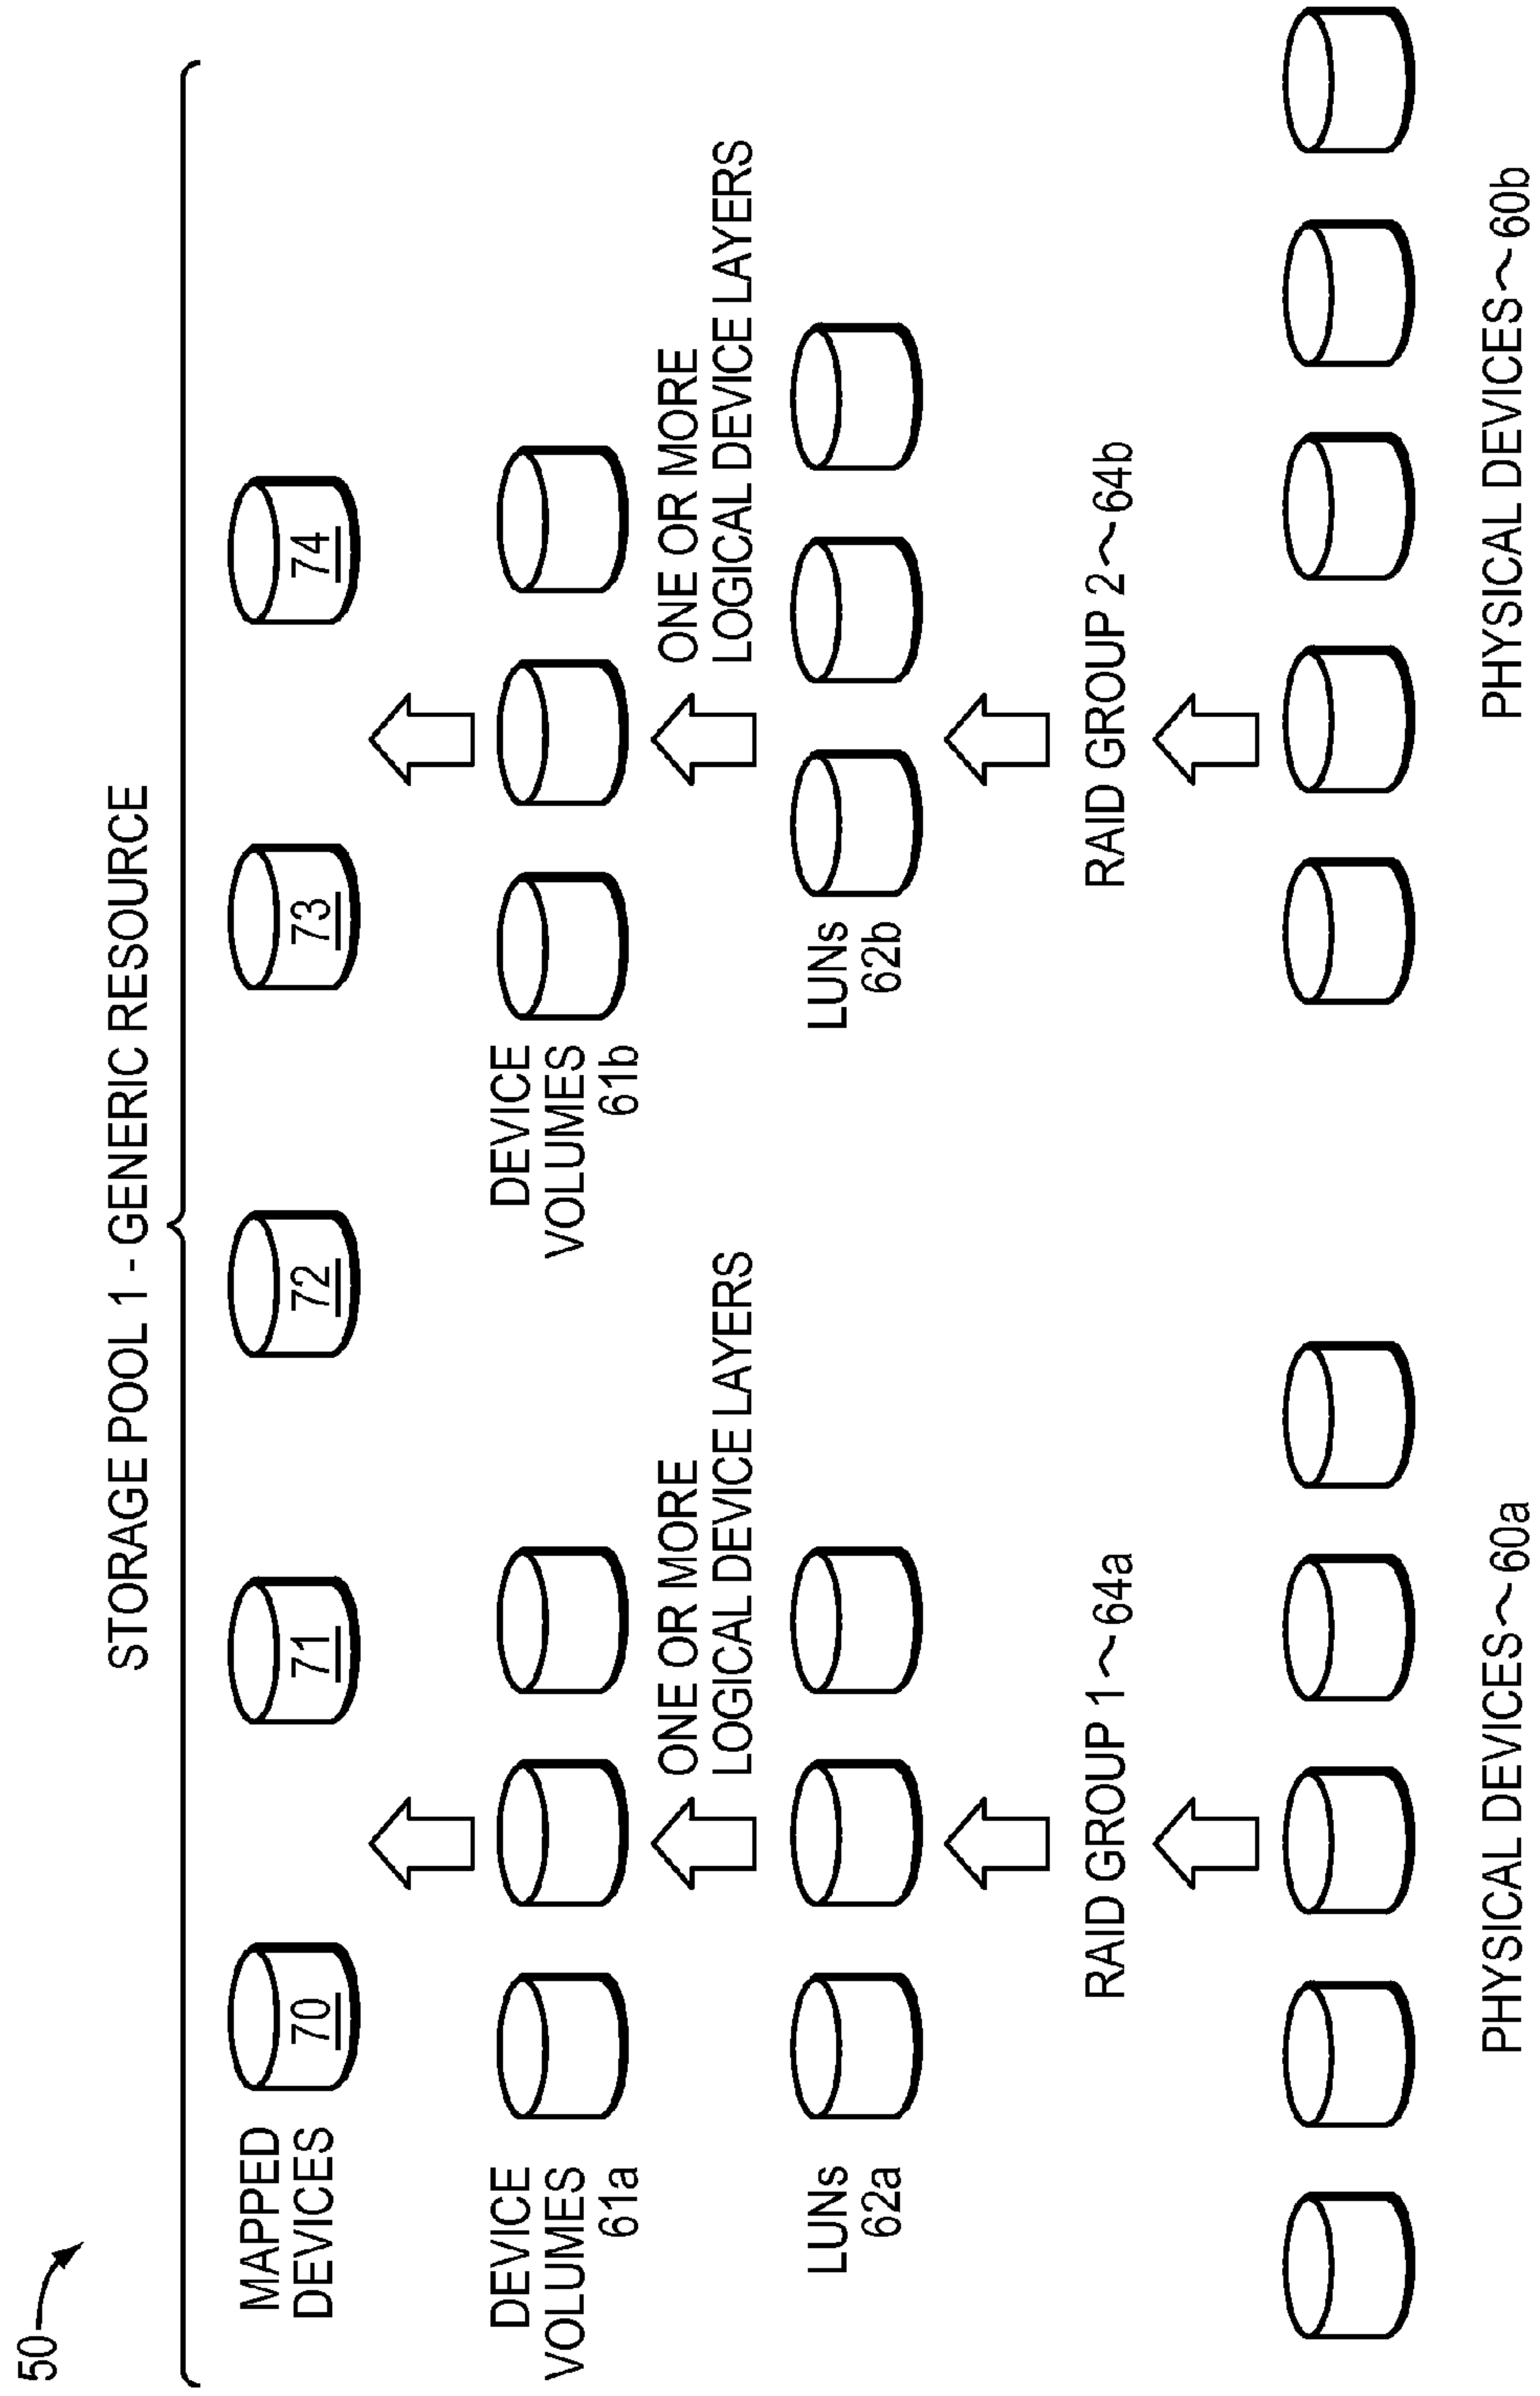 50
STORAGE POOL 1 - GENERIC RESOURCE
MAPPED
DEVICES
70
71
72
73
74
DEVICE
VOLUMES
61a
DEVICE
VOLUMES
61b
ONE OR MORE
LOGICAL DEVICE LAYERS
ONE OR MORE
LOGICAL DEVICE LAYERS
LUNs
62a
LUNs
62b
RAID GROUP 1~64a
RAID GROUP 2~64b
PHYSICAL DEVICES~60a
PHYSICAL DEVICES~60b